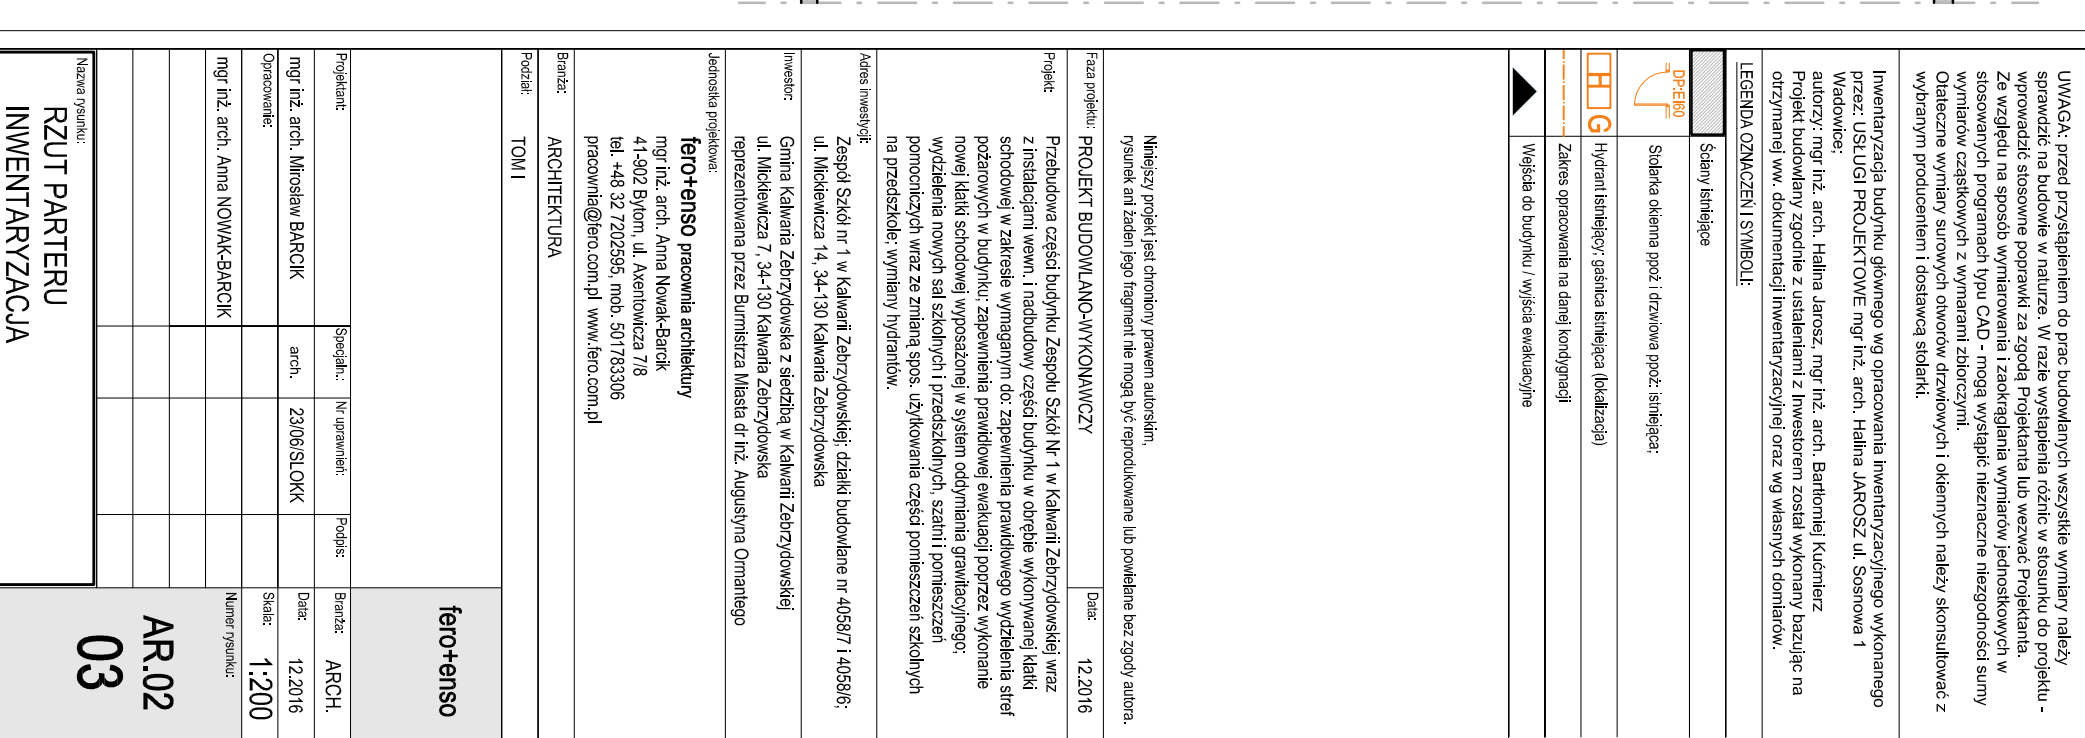 UWAGA: przed przystąpieniem do prac budowlanych wszystkie wymiary należy
sprawdzić na budowie w naturze. W razie wystąpienia różnic w stosunku do projektu -
wprowadzić stosowne poprawki za zgodą Projektanta lub wezwać Projektanta.
Ze względu na sposób wymiarowania i zaokrąglania wymiarów jednostkowych w
stosowanych programach typu CAD - mogą wystąpić nieznaczne niezgodności sumy
wymiarów cząstkowych z wymarami zbiorczymi.
Otateczne wymiary surowych otworów drzwiowych i okiennych należy skonsultować z
wybranym producentem i dostawcą stolarki.
Inwentaryzacja budynku głównego wg opracowania inwentaryzacyjnego wykonanego
przez: USŁUGI PROJEKTOWE mgr inż. arch. Halina JAROSZ ul. Sosnowa 1
Wadowice;
autorzy: mgr inż. arch. Halina Jarosz, mgr inż. arch. Bartłomiej Kućmierz
Projekt budowlany zgodnie z ustaleniami z Inwestorem został wykonany bazując na
otrzymanej ww. dokumentacji inwentaryzacyjnej oraz wg własnych domiarów.
LEGENDA OZNACZEŃ I SYMBOLI:
Ściany istniejące
DP:EI60
Stolarka okienna ppoż i drzwiowa ppoż: istniejąca;
H G
Hydrant istniejący; gaśnica istniejąca (lokalizacja)
Zakres opracowania na danej kondygnacji
Wejścia do budynku / wyjścia ewakuacyjne
Niniejszy projekt jest chroniony prawem autorskim,
rysunek ani żaden jego fragment nie mogą być reprodukowane lub powielane bez zgody autora.
Faza projektu:
PROJEKT BUDOWLANO-WYKONAWCZY
Data:
12.2016
Projekt:
Przebudowa części budynku Zespołu Szkół Nr 1 w Kalwarii Zebrzydowskiej wraz
z instalacjami wewn. i nadbudowy części budynku w obrębie wykonywanej klatki
schodowej w zakresie wymaganym do: zapewnienia prawidłowego wydzielenia stref
pożarowych w budynku; zapewnienia prawidłowej ewakuacji poprzez wykonanie
nowej klatki schodowej wyposażonej w system oddymiania grawitacyjnego;
wydzielenia nowych sal szkolnych i przedszkolnych, szatni i pomieszczeń
pomocniczych wraz ze zmianą spos. użytkowania części pomieszczeń szkolnych
na przedszkole; wymiany hydrantów.
Adres inwestycji:
Zespół Szkół nr 1 w Kalwarii Zebrzydowskiej; działki budowlane nr 4058/7 i 4058/6;
ul. Mickiewicza 14, 34-130 Kalwaria Zebrzydowska
Inwestor:
Gmina Kalwaria Zebrzydowska z siedzibą w Kalwarii Zebrzydowskiej
ul. Mickiewicza 7, 34-130 Kalwaria Zebrzydowska
reprezentowana przez Burmistrza Miasta dr inż. Augustyna Ormantego
Jednostka projektowa:
fero+enso pracownia architektury
mgr inż. arch. Anna Nowak-Barcik
41-902 Bytom, ul. Axentowicza 7/8
tel. +48 32 7202595, mob. 501783306
pracownia@fero.com.pl www.fero.com.pl
Branża:
ARCHITEKTURA
Podział:
TOM I
fero+enso
Projektant:
Specjaln.:
Nr uprawnień:
Podpis:
Branża:
ARCH.
mgr inż. arch. Mirosław BARCIK
arch.
23/06/SLOKK
Data:
12.2016
Opracowanie:
Skala:
1:200
mgr inż. arch. Anna NOWAK-BARCIK
Numer rysunku:
AR.02
03
Nazwa rysunku:
RZUT PARTERU
INWENTARYZACJA